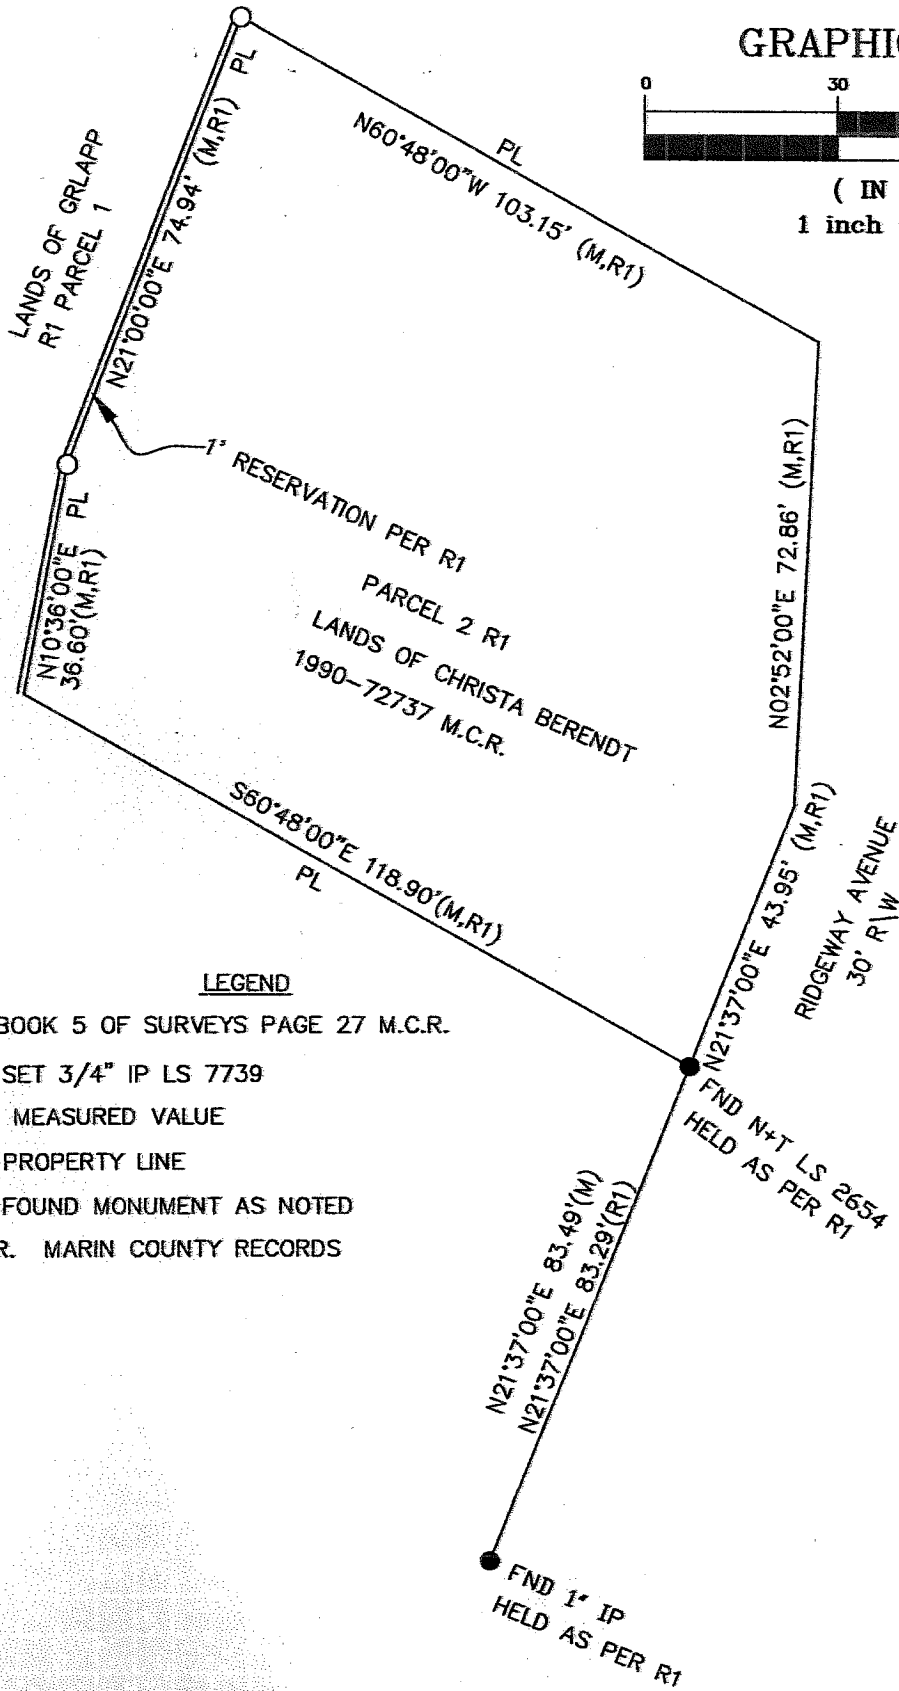 GRAPHIC
0 30
( IN
1 inch
PL
PL
N60°48'00"W 103.15' (M,R1)
LANDS OF GRLAPP
R1 PARCEL 1
N21°00'00"E 74.94' (M,R1)
1' RESERVATION PER R1
PARCEL 2 R1
LANDS OF CHRISTA BERENDT
1990-72737 M.C.R.
N02°52'00"E 72.86' (M,R1)
PL
N10°36'00"E
36.60'(M,R1)
S60°48'00"E 118.90'(M,R1)
PL
N21°37'00"E 43.95' (M,R1)
RIDGEWAY AVENUE
30' R\W
LEGEND
BOOK 5 OF SURVEYS PAGE 27 M.C.R.
SET 3/4" IP LS 7739
MEASURED VALUE
PROPERTY LINE
FOUND MONUMENT AS NOTED
R. MARIN COUNTY RECORDS
FND N+T LS 2654
HELD AS PER R1
N21°37'00"E 83.49'(M)
N21°37'00"E 83.29'(R1)
FND 1" IP
HELD AS PER R1